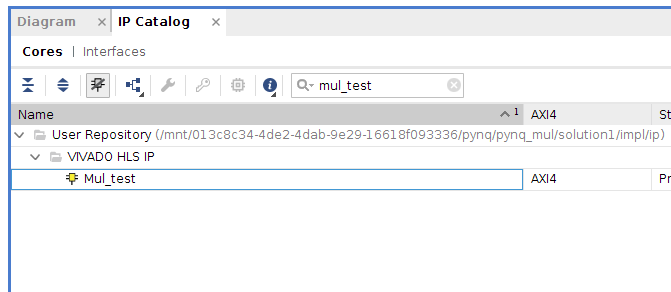 Diagram × IP Catalog ×
Cores | Interfaces
mul_test
Name 1 AXI4 St
User Repository (/mnt/013c8c34-4de2-4dab-9e29-16618f093336/pynq/pynq_mul/solution1/impl/ip)
VIVADO HLS IP
Mul_test AXI4 Pr